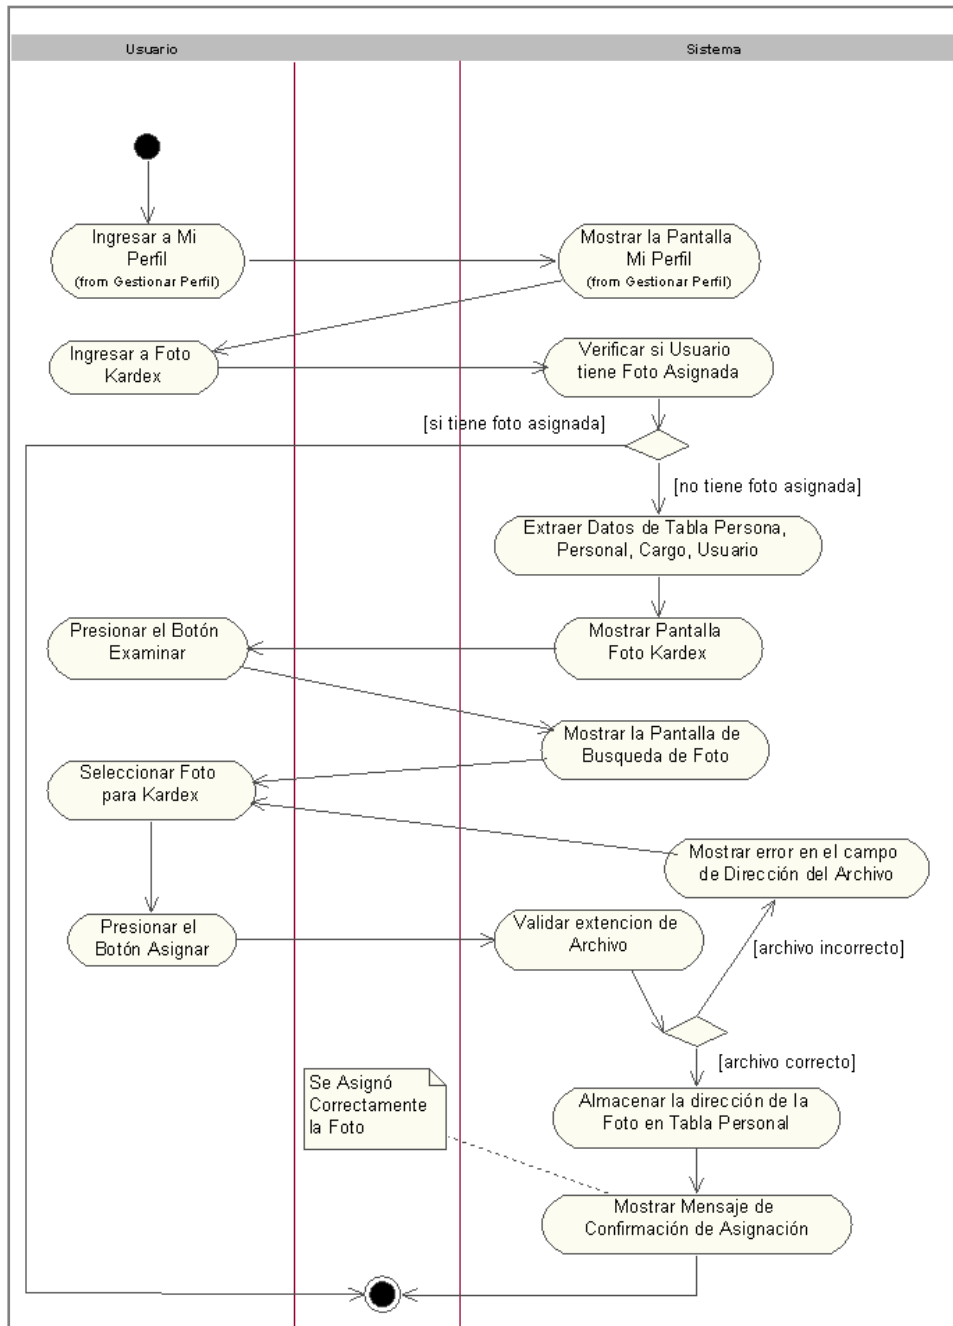 Usuario
Sistema
Ingresar a Mi
Perfil
(from Gestionar Perfil)
Mostrar la Pantalla
Mi Perfil
(from Gestionar Perfil)
Ingresar a Foto
Kardex
Verificar si Usuario
tiene Foto Asignada
[si tiene foto asignada]
[no tiene foto asignada]
Extraer Datos de Tabla Persona,
Personal, Cargo, Usuario
Presionar el Botón
Examinar
Mostrar Pantalla
Foto Kardex
Mostrar la Pantalla de
Busqueda de Foto
Seleccionar Foto
para Kardex
Mostrar error en el campo
de Dirección del Archivo
Presionar el
Botón Asignar
Validar extencion de
Archivo
[archivo incorrecto]
[archivo correcto]
Se Asignó
Correctamente
la Foto
Almacenar la dirección de la
Foto en Tabla Personal
Mostrar Mensaje de
Confirmación de Asignación